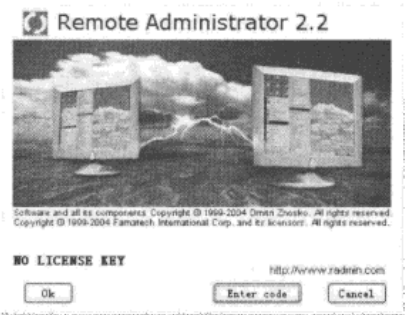 Remote Administrator 2.2
Software and all its components Copyright © 1999-2004 Dmitri Znosko. All rights reserved.
Copyright © 1999-2004 Famatech International Corp. and its licensors. All rights reserved.
NO LICENSE KEY
http://www.radmin.com
Ok
Enter code
Cancel